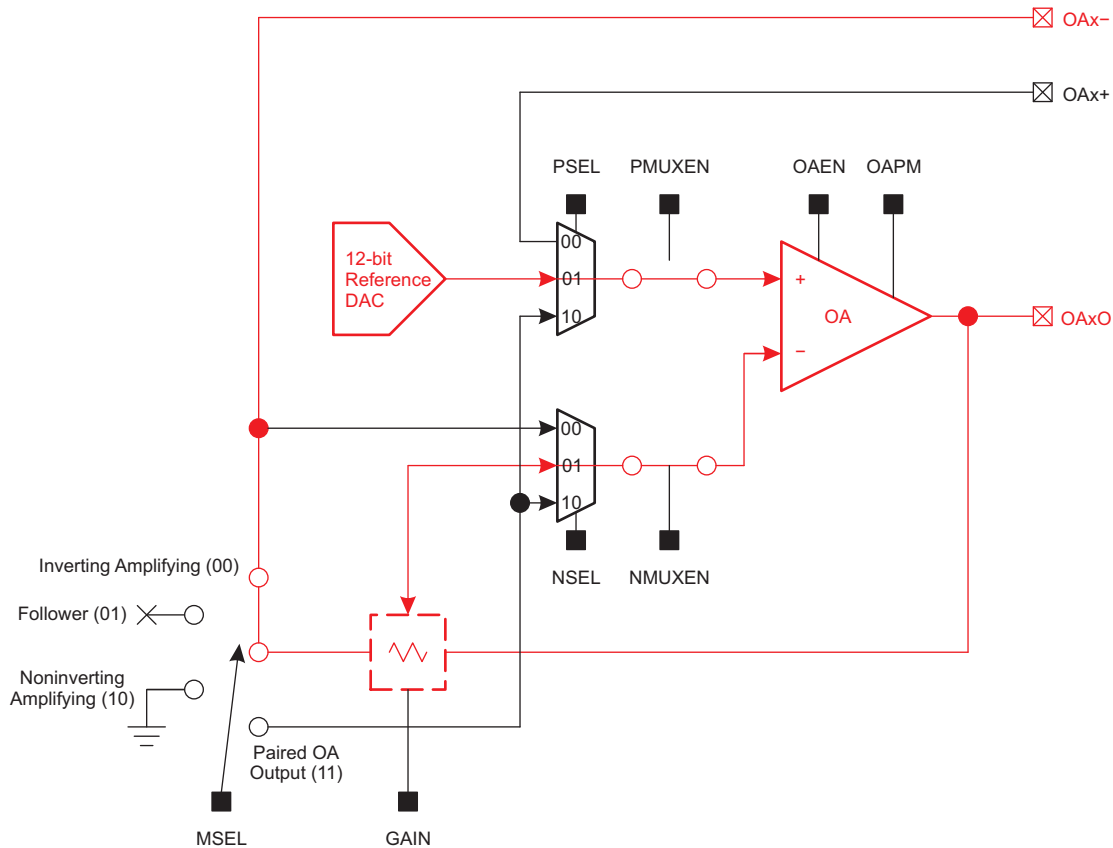 OAx−
OAx+
PSEL
PMUXEN
OAEN
OAPM
00
12-bit
Reference
DAC
01
10
+
OA
−
OAxO
00
01
10
NSEL
NMUXEN
Inverting Amplifying (00)
Follower (01)
Noninverting
Amplifying (10)
Paired OA
Output (11)
MSEL
GAIN